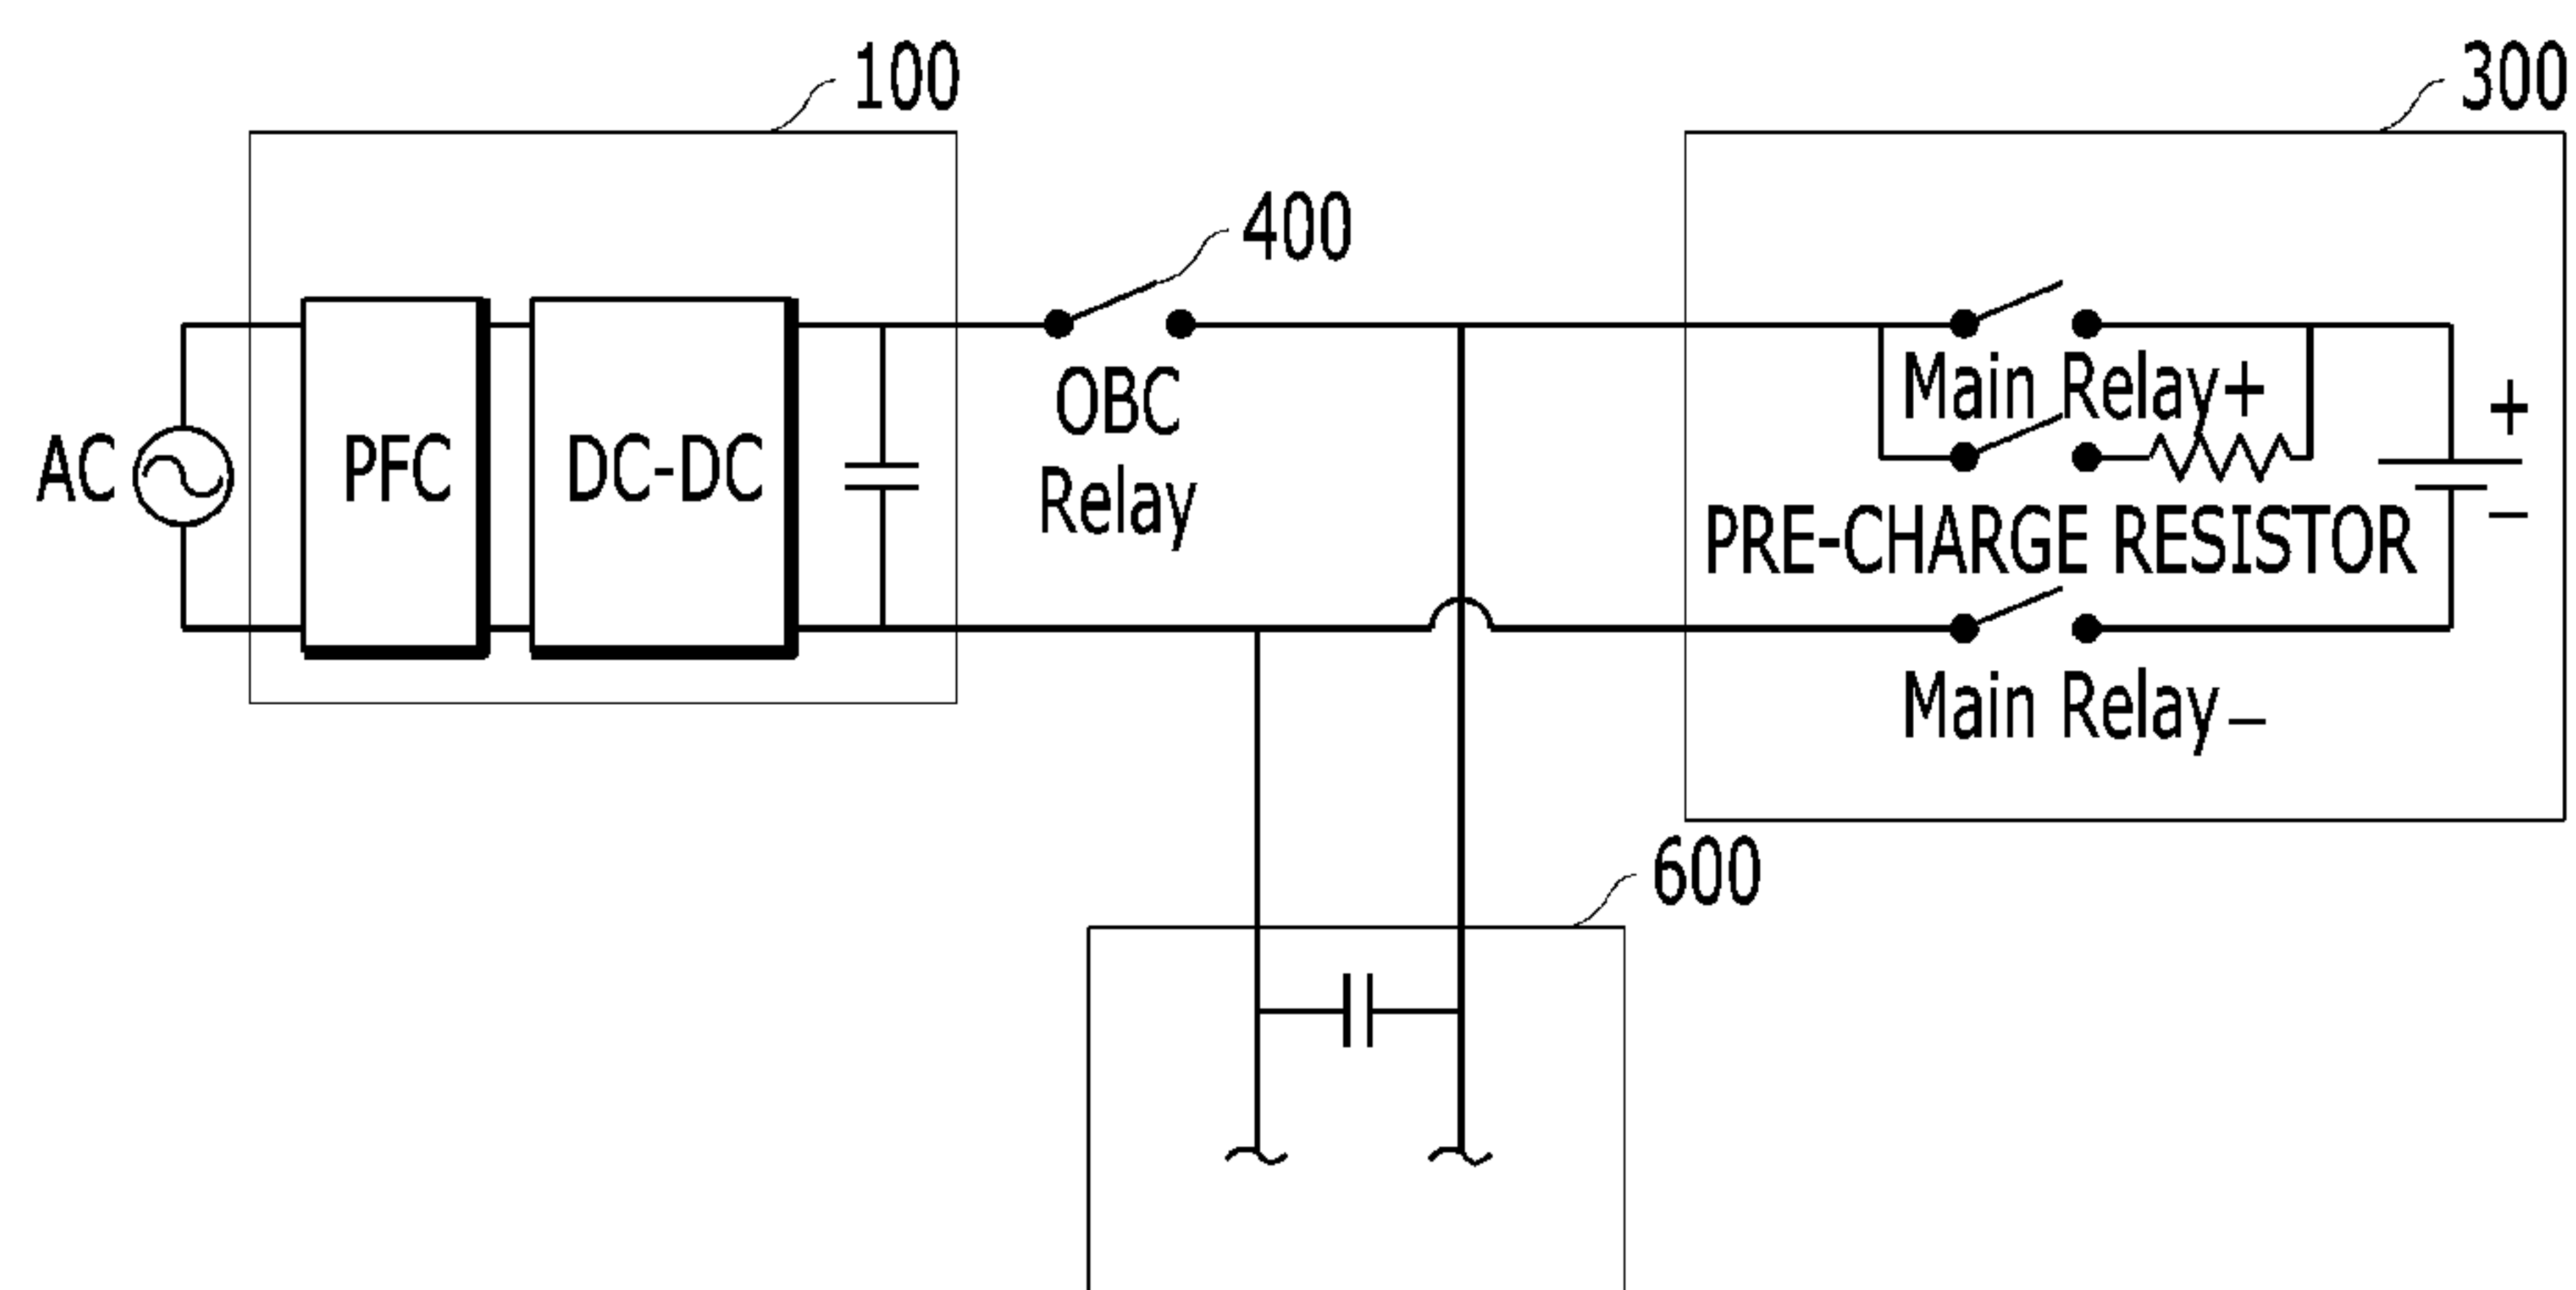 100
300
400
AC
PFC
DC-DC
OBC
Relay
Main Relay+
+
−
PRE-CHARGE RESISTOR
Main Relay−
600